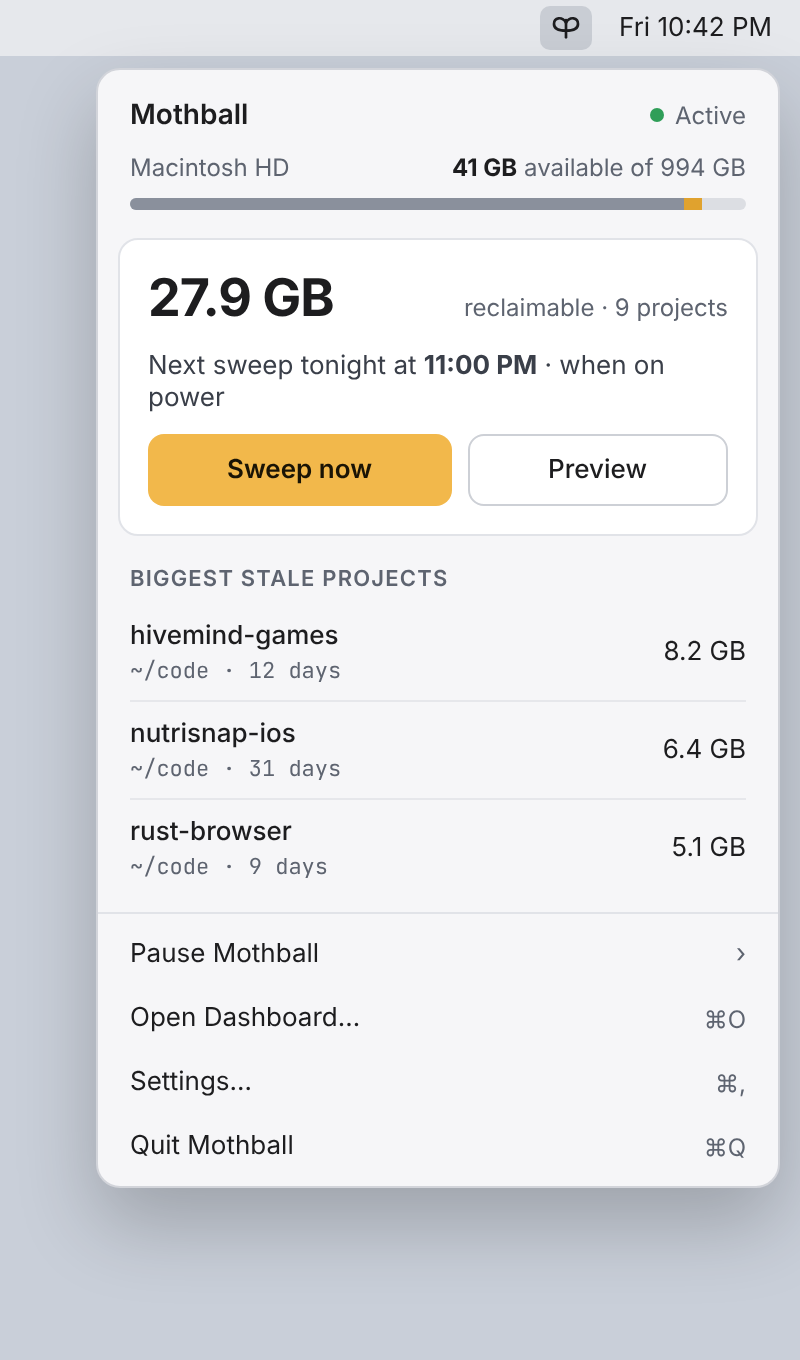 Fri 10:42 PM
Mothball
Active
Macintosh HD
41 GB available of 994 GB
27.9 GB
reclaimable · 9 projects
Next sweep tonight at 11:00 PM · when on
power
Sweep now
Preview
BIGGEST STALE PROJECTS
hivemind-games
~/code · 12 days
8.2 GB
nutrisnap-ios
~/code · 31 days
6.4 GB
rust-browser
~/code · 9 days
5.1 GB
Pause Mothball ›
Open Dashboard... ⌘O
Settings... ⌘,
Quit Mothball ⌘Q